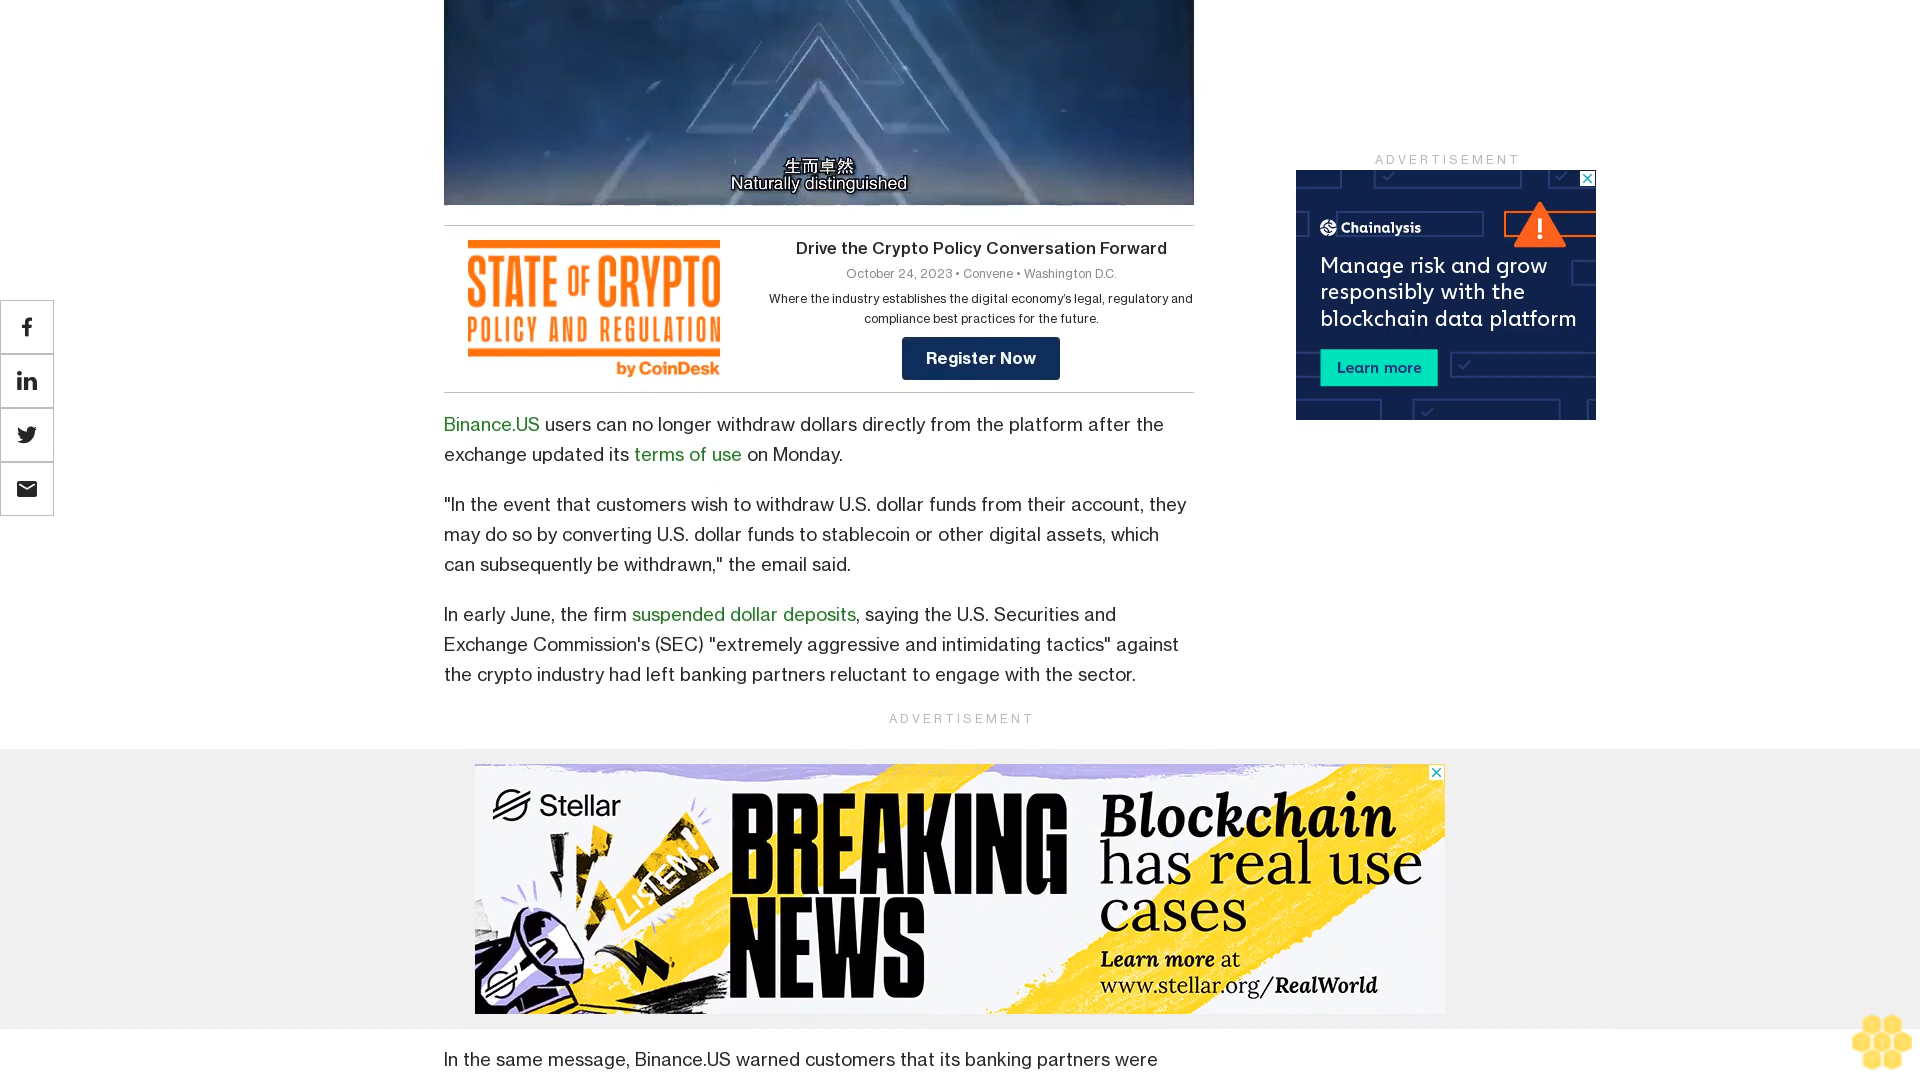 生而卓然
Naturally distinguished
ADVERTISEMENT
Chainalysis
Manage risk and grow
responsibly with the
blockchain data platform
Learn more
STATE OF CRYPTO
POLICY AND REGULATION
by CoinDesk
Drive the Crypto Policy Conversation Forward
October 24, 2023 • Convene • Washington D.C.
Where the industry establishes the digital economy's legal, regulatory and
compliance best practices for the future.
Register Now
Binance.US users can no longer withdraw dollars directly from the platform after the
exchange updated its terms of use on Monday.
"In the event that customers wish to withdraw U.S. dollar funds from their account, they
may do so by converting U.S. dollar funds to stablecoin or other digital assets, which
can subsequently be withdrawn," the email said.
In early June, the firm suspended dollar deposits, saying the U.S. Securities and
Exchange Commission's (SEC) "extremely aggressive and intimidating tactics" against
the crypto industry had left banking partners reluctant to engage with the sector.
ADVERTISEMENT
Stellar
LISTEN!
BREAKING
NEWS
Blockchain
has real use
cases
Learn more at
www.stellar.org/RealWorld
In the same message, Binance.US warned customers that its banking partners were